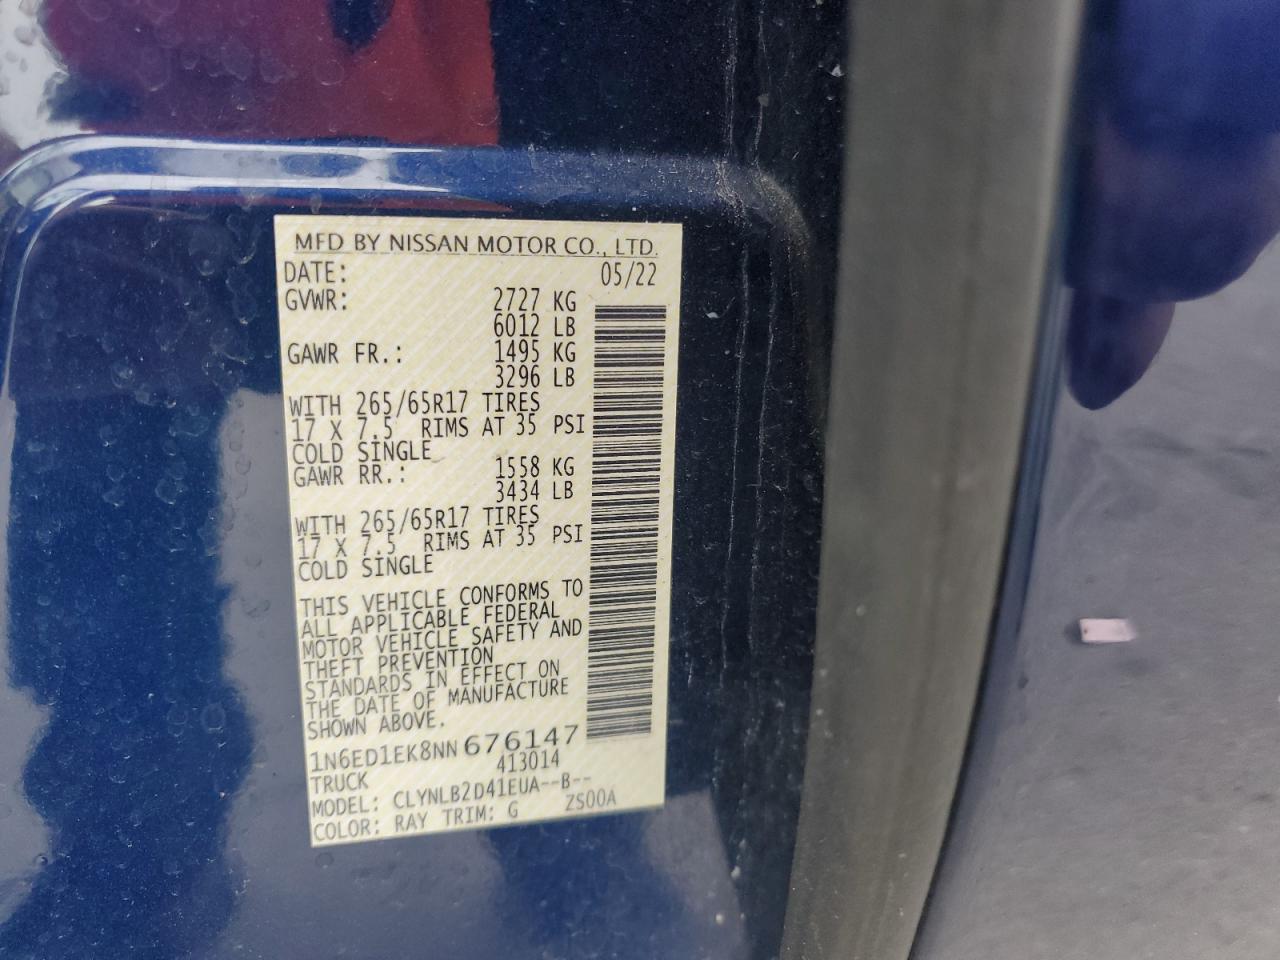 MFD BY NISSAN MOTOR CO., LTD.
DATE: 05/22
GVWR: 2727 KG
6012 LB
GAWR FR.: 1495 KG
3296 LB
WITH 265/65R17 TIRES
17 X 7.5 RIMS AT 35 PSI
COLD SINGLE
GAWR RR.: 1558 KG
3434 LB
WITH 265/65R17 TIRES
17 X 7.5 RIMS AT 35 PSI
COLD SINGLE
THIS VEHICLE CONFORMS TO
ALL APPLICABLE FEDERAL
MOTOR VEHICLE SAFETY AND
THEFT PREVENTION
STANDARDS IN EFFECT ON
THE DATE OF MANUFACTURE
SHOWN ABOVE.
1N6ED1EK8NN 676147
TRUCK 413014
MODEL: CLYNLB2D41EUA--B--
COLOR: RAY TRIM: G ZS00A